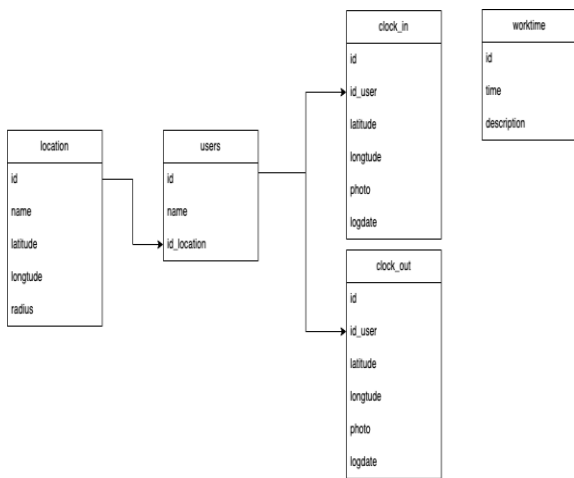 location
id
name
latitude
longtude
radius
users
id
name
id_location
clock_in
id
id_user
latitude
longtude
photo
logdate
clock_out
id
id_user
latitude
longtude
photo
logdate
worktime
id
time
description